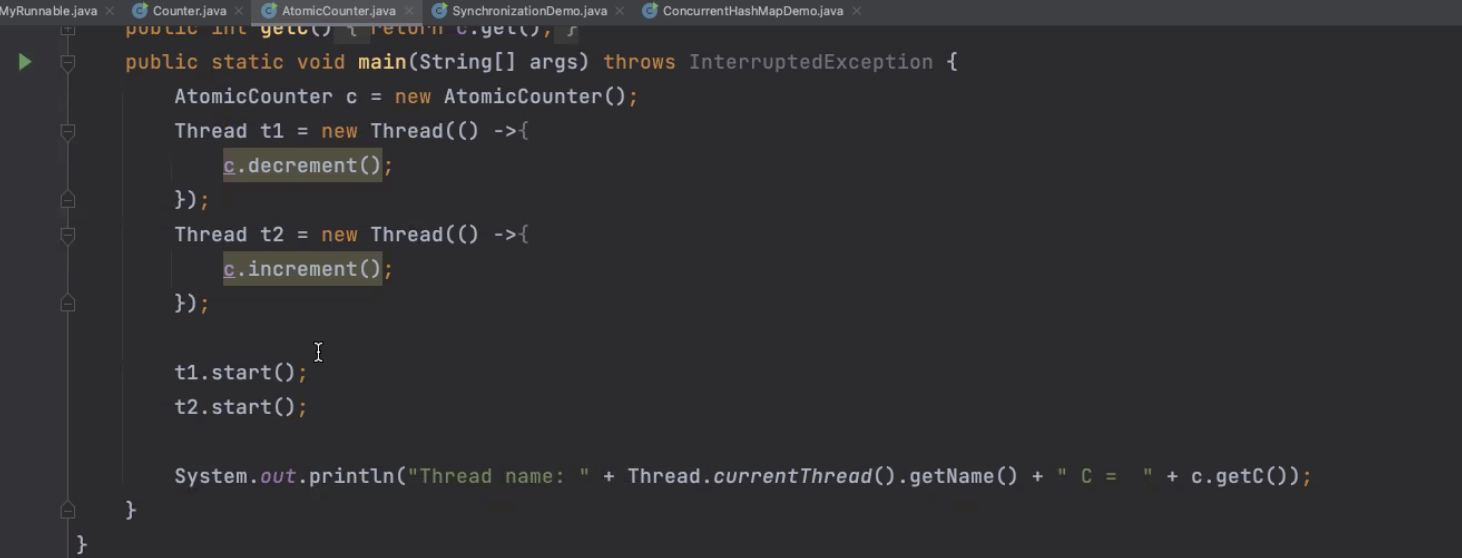 MyRunnable.java Counter.java AtomicCounter.java SynchronizationDemo.java ConcurrentHashMapDemo.java
public int getC() { return c.get(); }
public static void main(String[] args) throws InterruptedException {
AtomicCounter c = new AtomicCounter();
Thread t1 = new Thread(() ->{
c.decrement();
});
Thread t2 = new Thread(() ->{
c.increment();
});
t1.start();
t2.start();
System.out.println("Thread name: " + Thread.currentThread().getName() + " C =  " + c.getC());
}
}